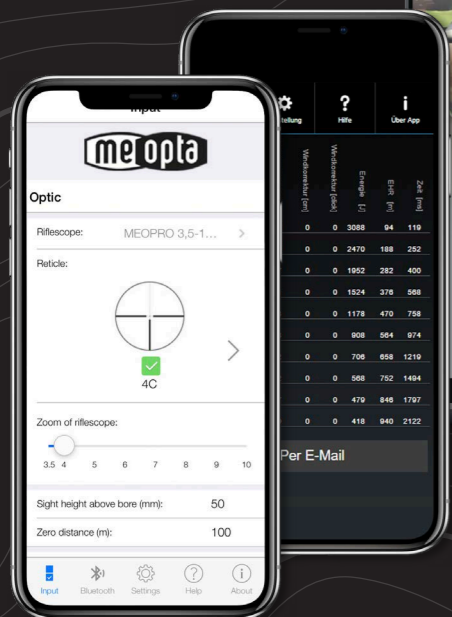 Input
meopta
Optic
Riflescope: MEOPRO 3,5-1...
Reticle:
4C
Zoom of riflescope:
3.5 4 5 6 7 8 9 10
Sight height above bore (mm): 50
Zero distance (m): 100
Input Bluetooth Settings Help About
tellung Hilfe Über App
Windkorrektur [cm] Windkorrektur [click] Energie [J] EHR [m] Zeit [ms]
0 0 3088 94 119
0 0 2470 188 252
0 0 1952 282 400
0 0 1524 376 568
0 0 1178 470 758
0 0 908 564 974
0 0 706 658 1219
0 0 568 752 1494
0 0 479 846 1797
0 0 418 940 2122
Per E-Mail